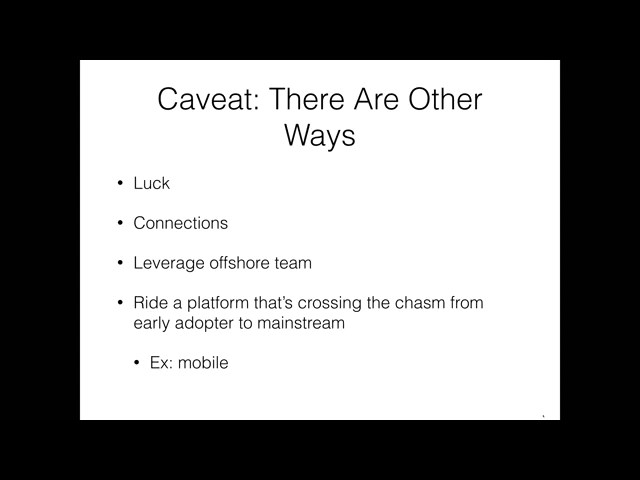 Caveat: There Are Other
Ways
• Luck
• Connections
• Leverage offshore team
• Ride a platform that's crossing the chasm from
early adopter to mainstream
• Ex: mobile